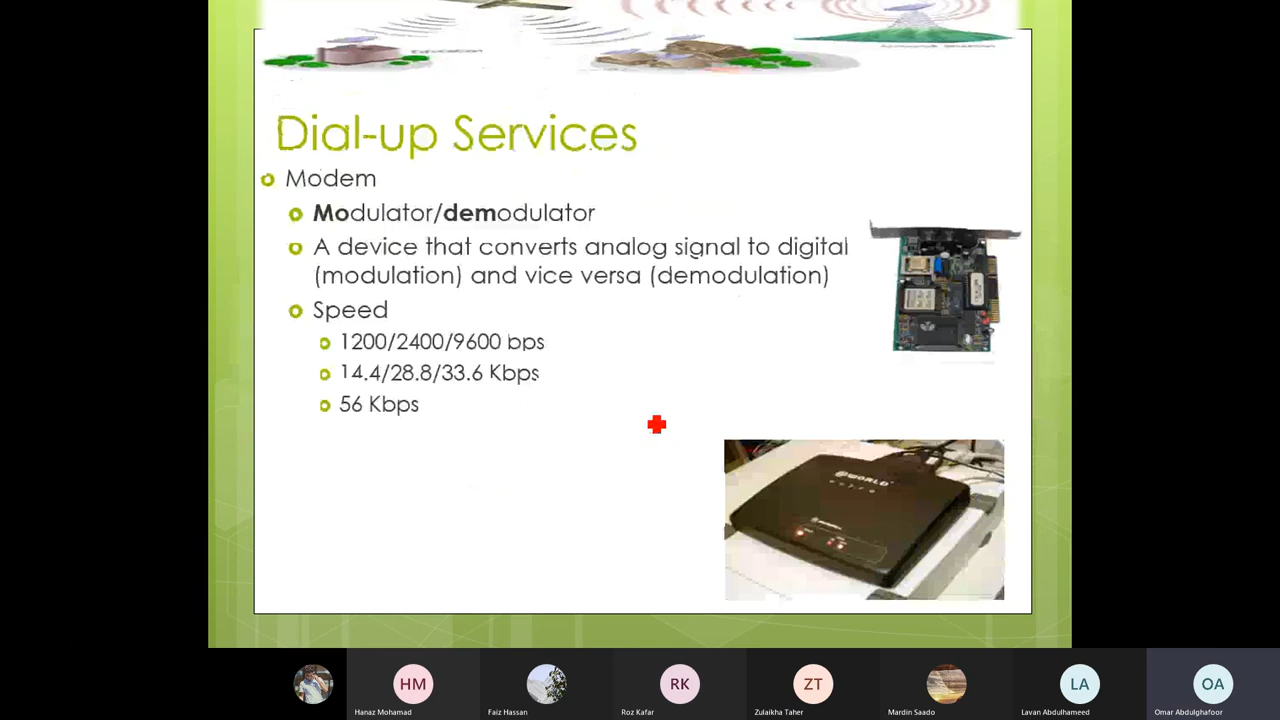 Dial-up Services
Modem
Modulator/demodulator
A device that converts analog signal to digital
(modulation) and vice versa (demodulation)
Speed
1200/2400/9600 bps
14.4/28.8/33.6 Kbps
56 Kbps
WORLD
HM
RK
ZT
LA
OA
Hanaz Mohamad
Faiz Hassan
Roz Kafar
Zulaikha Taher
Mardin Saado
Lavan Abdulhameed
Omar Abdulghafoor